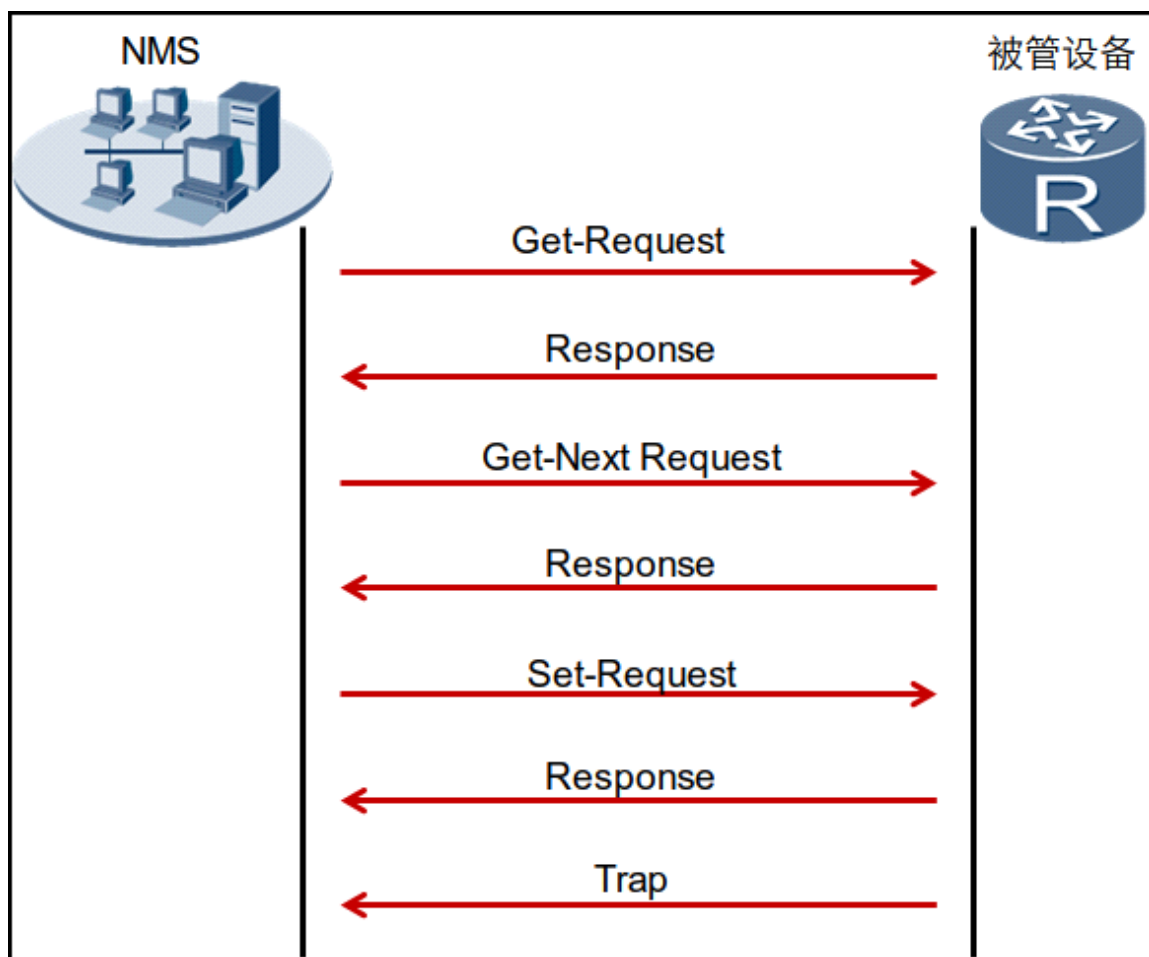 NMS
被管设备
R
Get-Request
Response
Get-Next Request
Response
Set-Request
Response
Trap